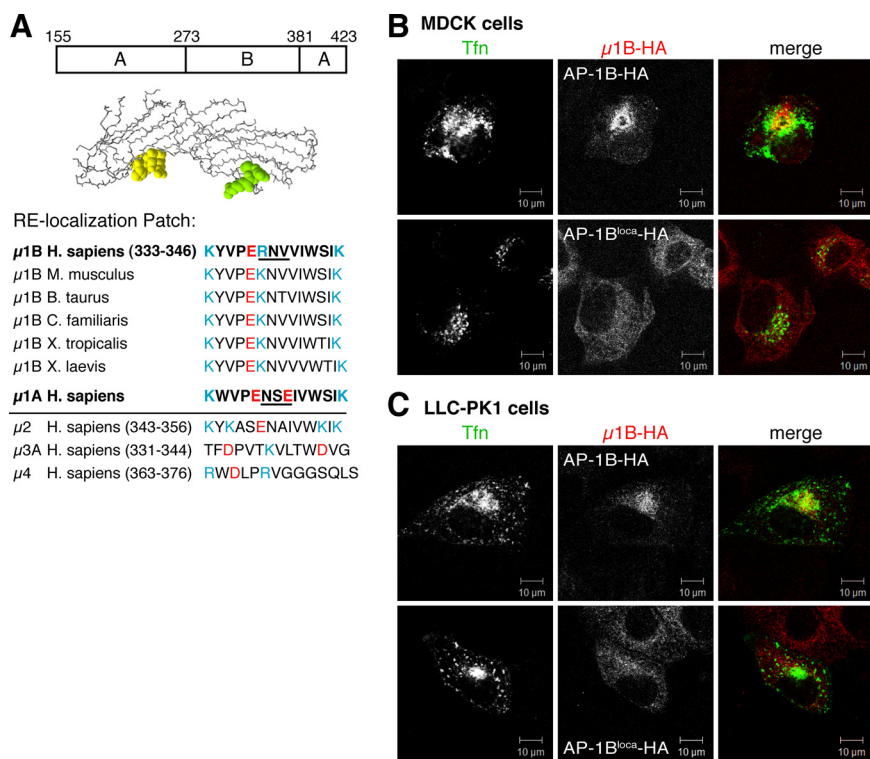 A
155 273 381 423
A B A
RE-localization Patch:
µ1B H. sapiens (333-346) KYVPERNVVIWSIK
µ1B M. musculus KYVPEKNVVIWSIK
µ1B B. taurus KYVPEKNTVIWSIK
µ1B C. familiaris KYVPEKNVVIWSIK
µ1B X. tropicalis KYVPEKNVVIWTIK
µ1B X. laevis KYVPEKNVVVWTIK
µ1A H. sapiens KWVPENSEIVWSIK
µ2 H. sapiens (343-356) KYKASENAIVWKIK
µ3A H. sapiens (331-344) TFDPVTKVLTWDVG
µ4 H. sapiens (363-376) RWDLPRVGGGSQLS
B MDCK cells
Tfn µ1B-HA merge
AP-1B-HA
10 µm 10 µm 10 µm
AP-1Bloca-HA
10 µm 10 µm 10 µm
C LLC-PK1 cells
Tfn µ1B-HA merge
AP-1B-HA
10 µm 10 µm 10 µm
AP-1Bloca-HA
10 µm 10 µm 10 µm